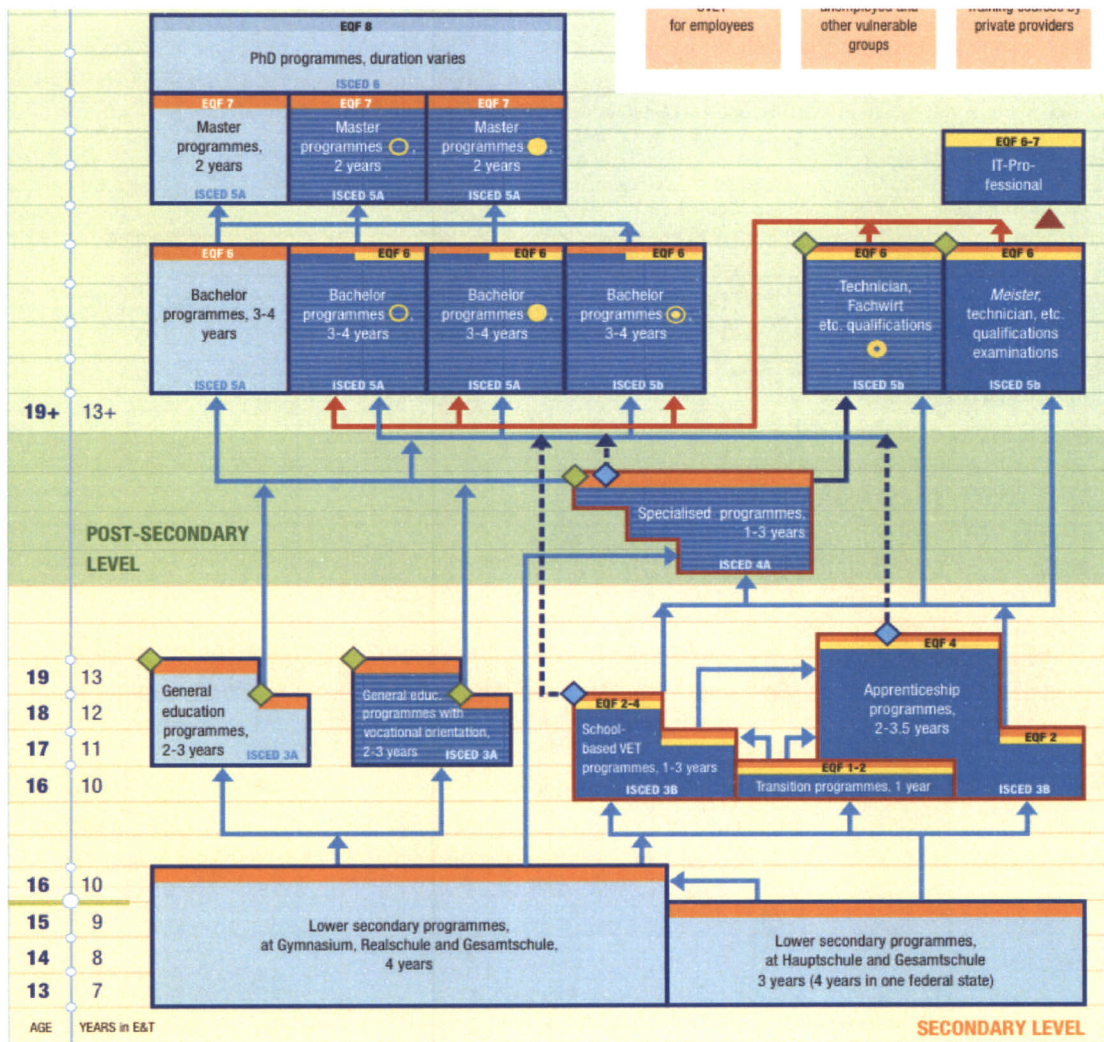 EQF 8
PhD programmes, duration varies
ISCED 6
for employees
other vulnerable
groups
private providers
EQF 7
Master
programmes,
2 years
ISCED 5A
EQF 7
Master
programmes ,
2 years
ISCED 5A
EQF 7
Master
programmes ,
2 years
ISCED 5A
EQF 6-7
IT-Pro-
fessional
EQF 6
Bachelor
programmes, 3-4
years
ISCED 5A
EQF 6
Bachelor
programmes ,
3-4 years
ISCED 5A
EQF 6
Bachelor
programmes ,
3-4 years
ISCED 5A
EQF 6
Bachelor
programmes ,
3-4 years
ISCED 5b
EQF 6
Technician,
Fachwirt
etc. qualifications
ISCED 5b
EQF 6
Meister,
technician, etc.
qualifications
examinations
ISCED 5b
19+ 13+
POST-SECONDARY
LEVEL
Specialised programmes,
1-3 years
ISCED 4A
19 13
18 12
17 11
16 10
General
education
programmes,
2-3 years
ISCED 3A
General educ.
programmes with
vocational orientation,
2-3 years
ISCED 3A
EQF 2-4
School-
based VET
programmes, 1-3 years
ISCED 3B
EQF 1-2
Transition programmes, 1 year
EQF 4
Apprenticeship
programmes,
2-3.5 years
EQF 2
ISCED 3B
16 10
15 9
14 8
13 7
Lower secondary programmes,
at Gymnasium, Realschule and Gesamtschule,
4 years
Lower secondary programmes,
at Hauptschule and Gesamtschule
3 years (4 years in one federal state)
AGE YEARS in E&T
SECONDARY LEVEL